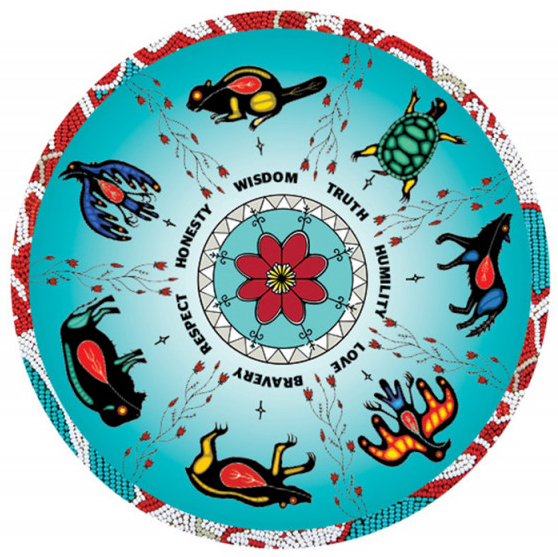 WISDOM
TRUTH
HUMILITY
LOVE
BRAVERY
RESPECT
HONESTY